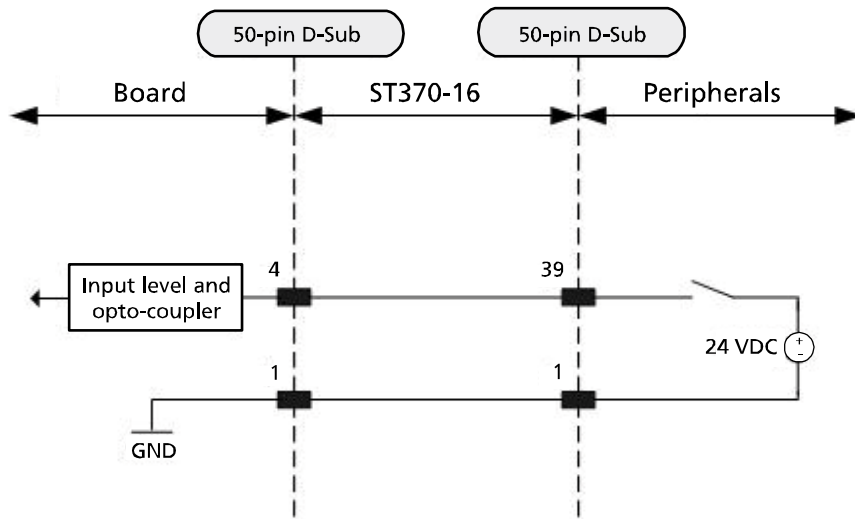 50-pin D-Sub
50-pin D-Sub
Board
ST370-16
Peripherals
4
39
Input level and
opto-coupler
24 VDC
+
-
1
1
GND